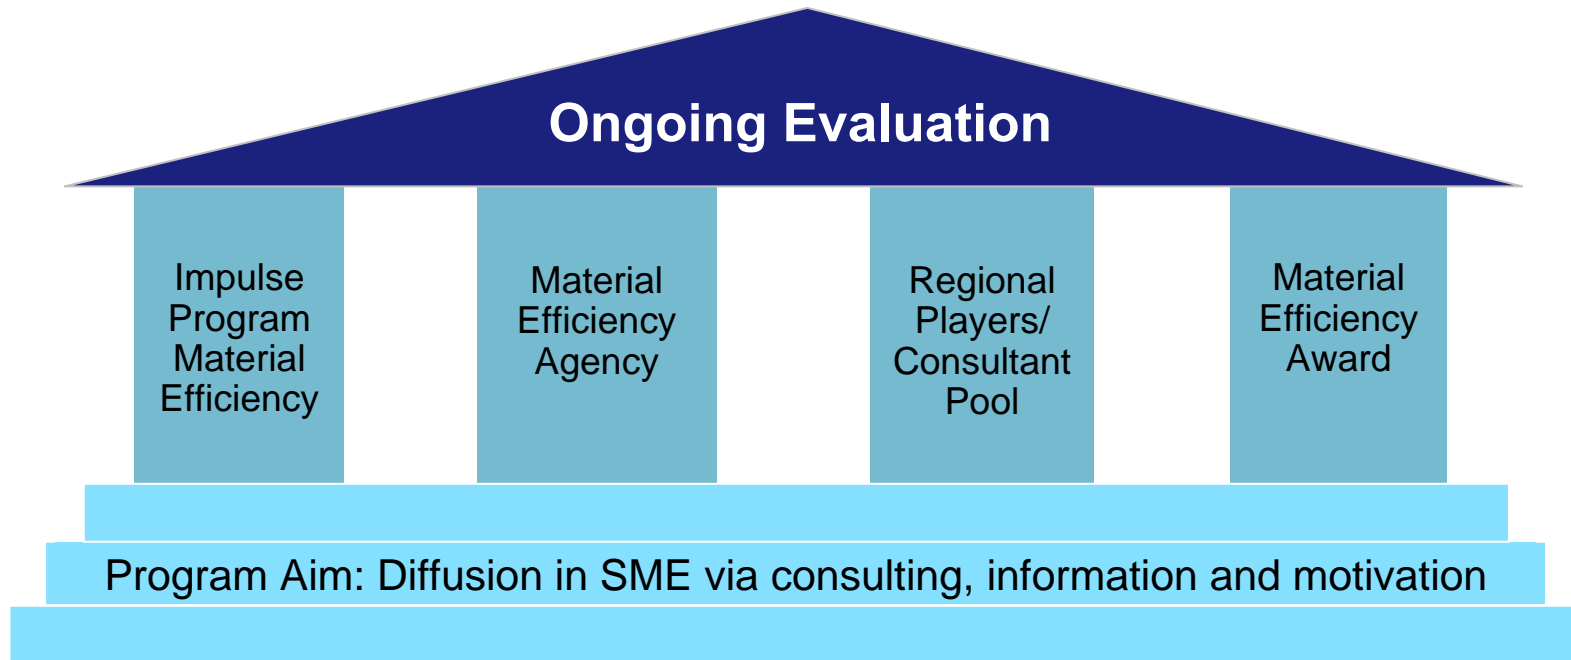 Ongoing Evaluation
Impulse
Program
Material
Efficiency
Material
Efficiency
Agency
Regional
Players/
Consultant
Pool
Material
Efficiency
Award
Program Aim: Diffusion in SME via consulting, information and motivation